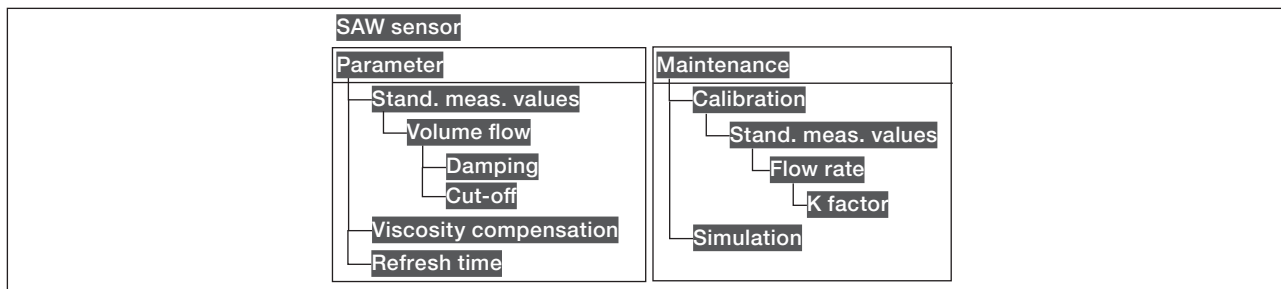 SAW sensor
Parameter
Stand. meas. values
Volume flow
Damping
Cut-off
Viscosity compensation
Refresh time
Maintenance
Calibration
Stand. meas. values
Flow rate
K factor
Simulation